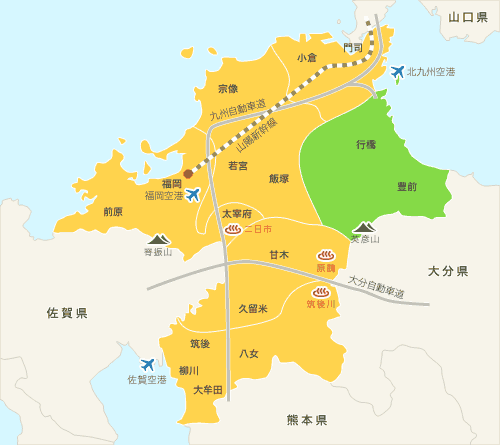 山口県
門司
小倉
北九州空港
宗像
九州自動車道
山陽新幹線
行橋
若宮
飯塚
福岡
豊前
福岡空港
前原
太宰府
二日市
英彦山
脊振山
甘木
原鶴
大分県
大分自動車道
筑後川
佐賀県
久留米
筑後
八女
柳川
佐賀空港
大牟田
熊本県